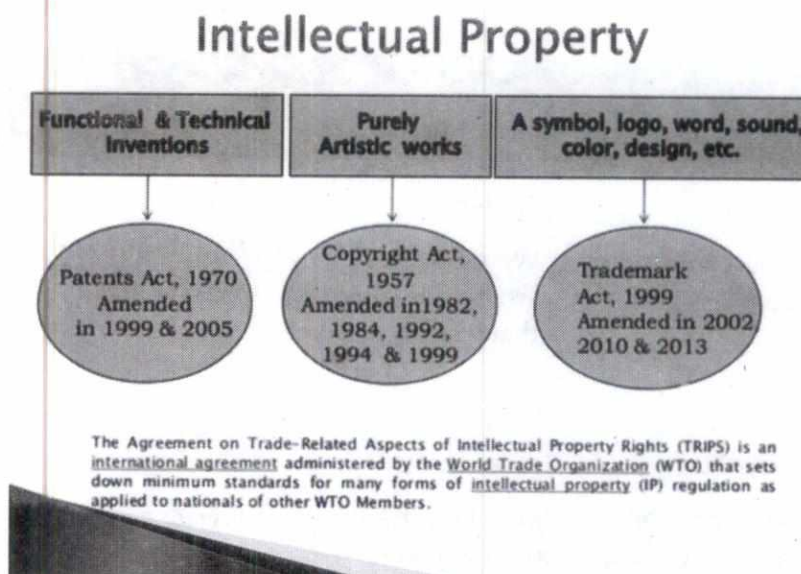 Intellectual Property
Functional & Technical
Inventions
Purely
Artistic works
A symbol, logo, word, sound,
color, design, etc.
Patents Act, 1970
Amended
in 1999 & 2005
Copyright Act,
1957
Amended in1982,
1984, 1992,
1994 & 1999
Trademark
Act, 1999
Amended in 2002,
2010 & 2013
The Agreement on Trade-Related Aspects of Intellectual Property Rights (TRIPS) is an
international agreement administered by the World Trade Organization (WTO) that sets
down minimum standards for many forms of intellectual property (IP) regulation as
applied to nationals of other WTO Members.